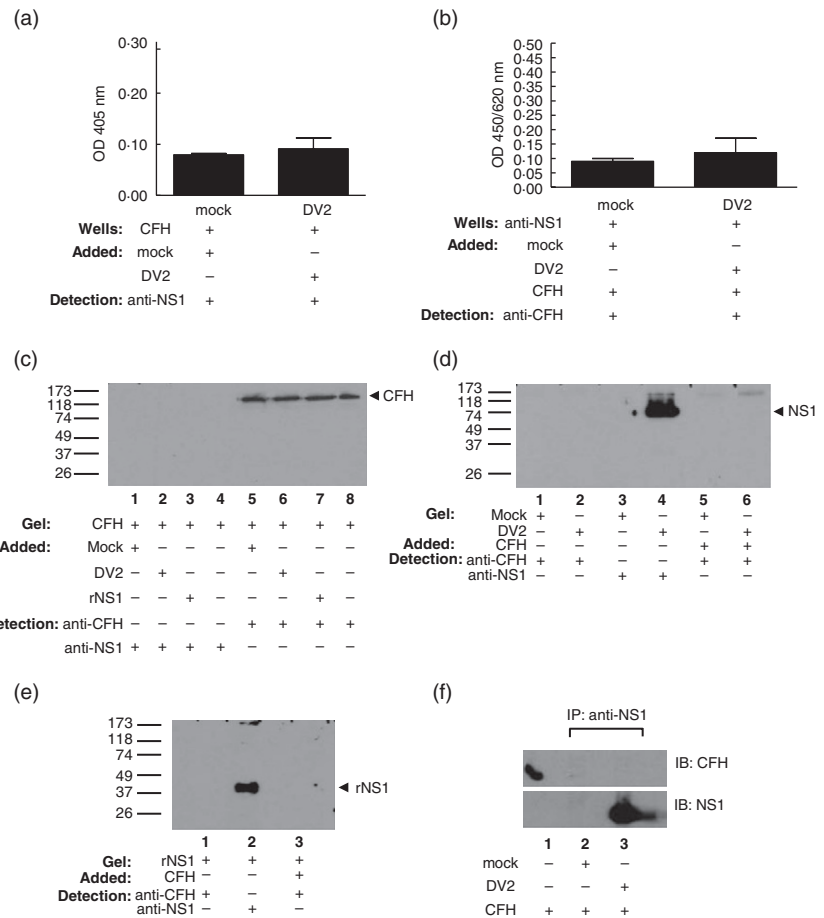 (a)
0·30
0·20
0·10
0·00
OD 405 nm
mock DV2
Wells: CFH + +
Added: mock + –
DV2 – +
Detection: anti-NS1 + +
(b)
0·50
0·45
0·40
0·35
0·30
0·25
0·20
0·15
0·10
0·05
0·00
OD 450/620 nm
mock DV2
Wells: anti-NS1 + +
Added: mock + –
DV2 – +
CFH + +
Detection: anti-CFH + +
(c)
173
118
74
49
37
26
CFH
1 2 3 4 5 6 7 8
Gel: CFH + + + + + + + +
Added: Mock + – – – + – – –
DV2 – + – – – + – –
rNS1 – – + – – – + –
etection: anti-CFH – – – – + + + +
anti-NS1 + + + + – – – –
(d)
173
118
74
49
37
26
NS1
1 2 3 4 5 6
Gel: Mock + – + – + –
DV2 – + – + – +
Added: CFH – – – – + +
Detection: anti-CFH + + – – + +
anti-NS1 – – + + – –
(e)
173
118
74
49
37
26
rNS1
1 2 3
Gel: rNS1 + + +
Added: CFH – – +
Detection: anti-CFH + – +
anti-NS1 – + –
(f)
IP: anti-NS1
IB: CFH
IB: NS1
1 2 3
mock – + –
DV2 – – +
CFH + + +